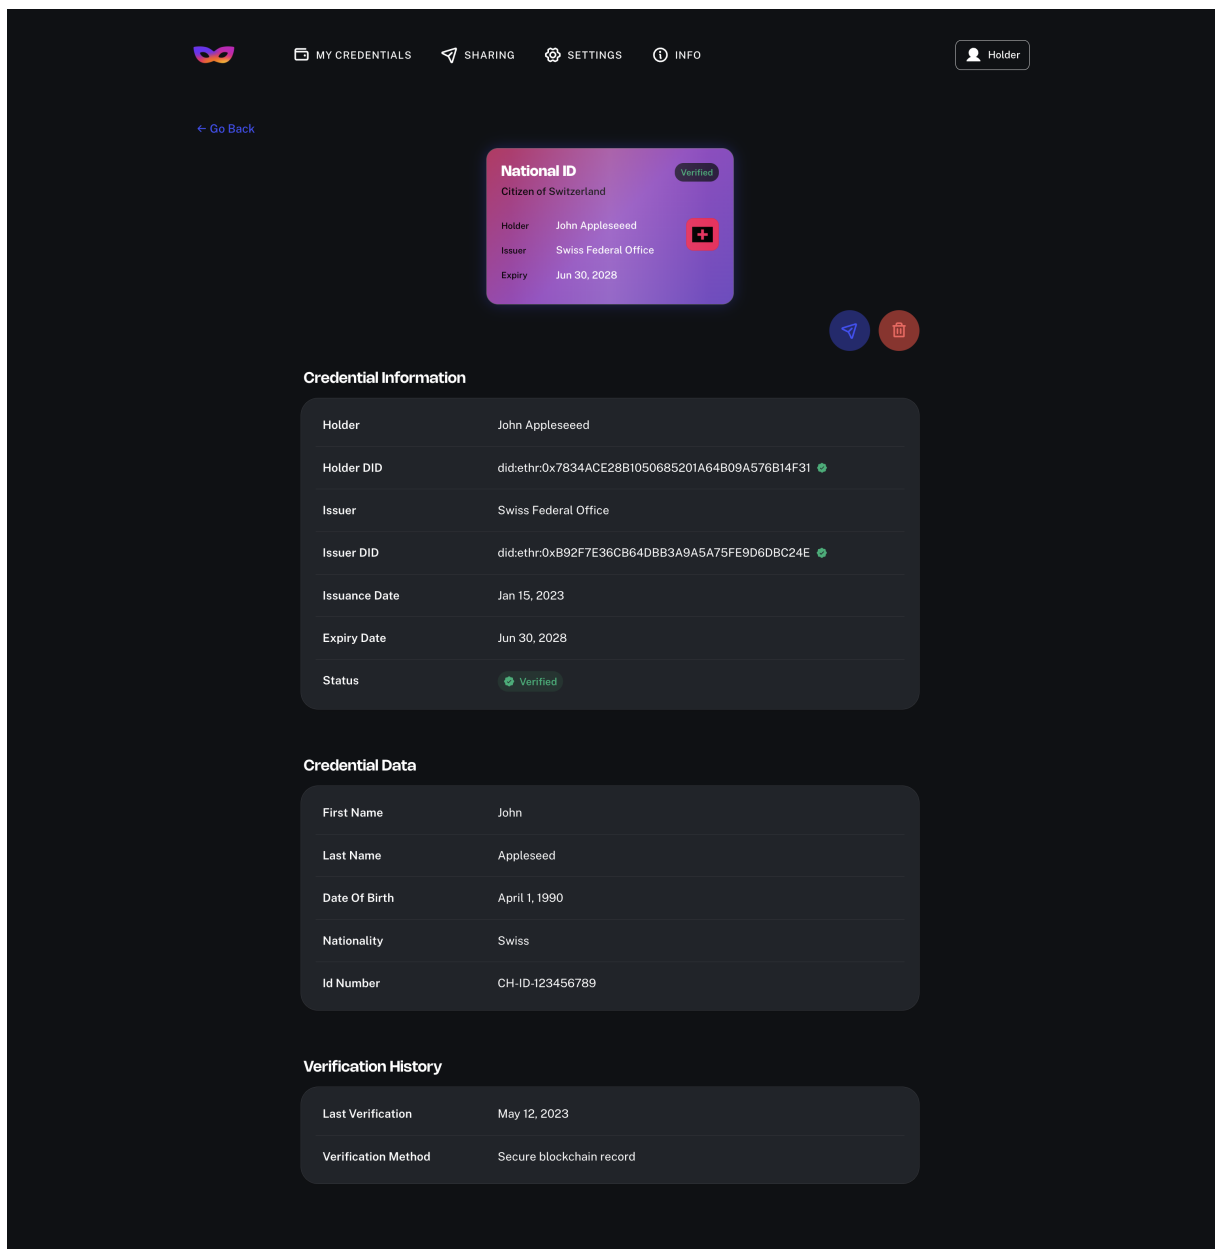 MY CREDENTIALS SHARING SETTINGS INFO Holder
← Go Back
National ID Verified
Citizen of Switzerland
Holder John Appleseeed
Issuer Swiss Federal Office
Expiry Jun 30, 2028
Credential Information
Holder John Appleseeed
Holder DID did:ethr:0x7834ACE28B1050685201A64B09A576B14F31
Issuer Swiss Federal Office
Issuer DID did:ethr:0xB92F7E36CB64DBB3A9A5A75FE9D6DBC24E
Issuance Date Jan 15, 2023
Expiry Date Jun 30, 2028
Status Verified
Credential Data
First Name John
Last Name Appleseed
Date Of Birth April 1, 1990
Nationality Swiss
Id Number CH-ID-123456789
Verification History
Last Verification May 12, 2023
Verification Method Secure blockchain record